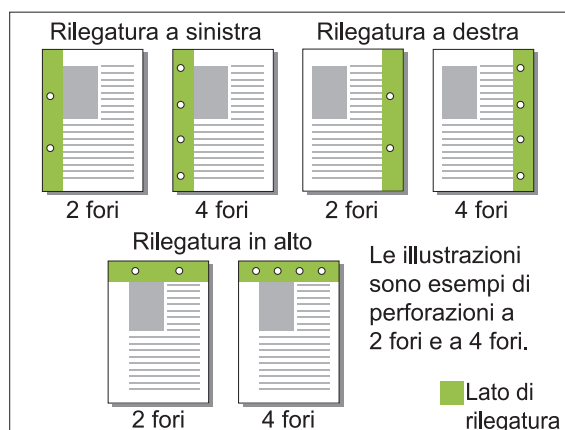 Rilegatura a sinistra
Rilegatura a destra
2 fori
4 fori
2 fori
4 fori
Rilegatura in alto
2 fori
4 fori
Le illustrazioni
sono esempi di
perforazioni a
2 fori e a 4 fori.
Lato di
rilegatura